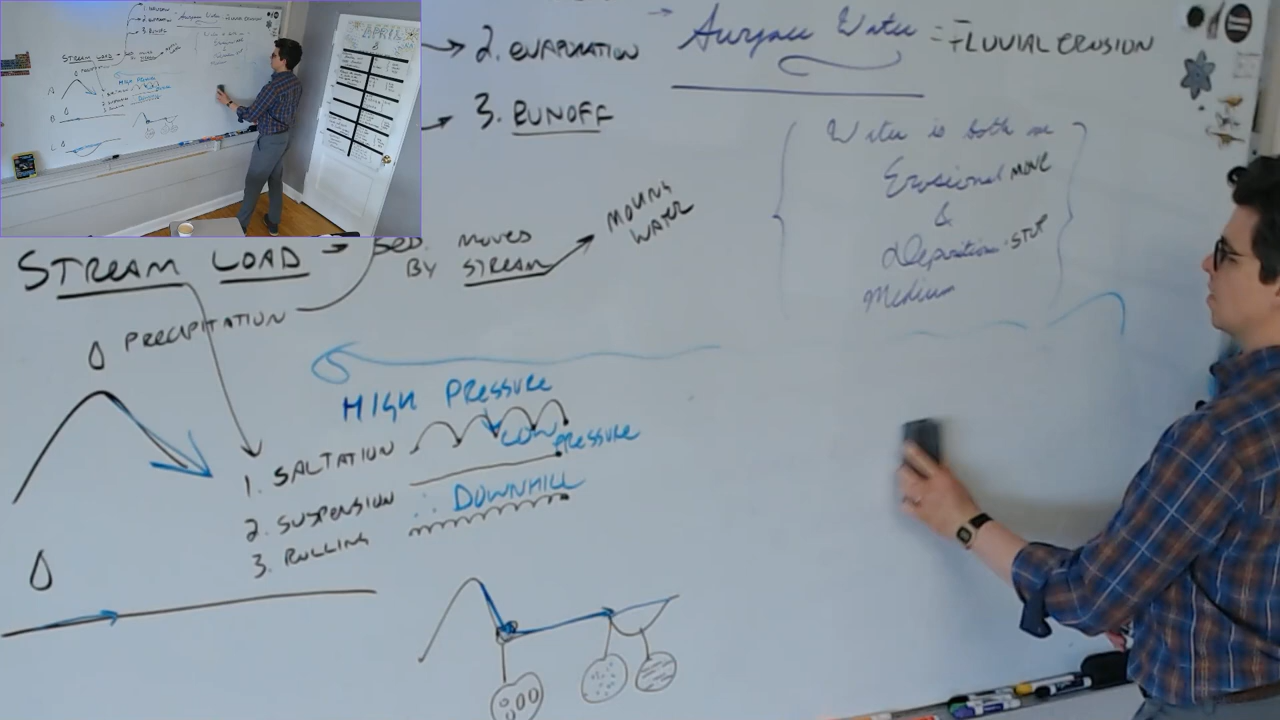 2. EVAPORATION
3. RUNOFF
Surface Water = FLUVIAL EROSION
Water is both an
Erosional MOVE
&
Deposition - STOP
Medium
STREAM LOAD → SED. MOVES
BY STREAM
MOVING
WATER
PRECIPITATION
HIGH PRESSURE
LOW PRESSURE
1. SALTATION
2. SUSPENSION
∴ DOWNHILL
3. ROLLING